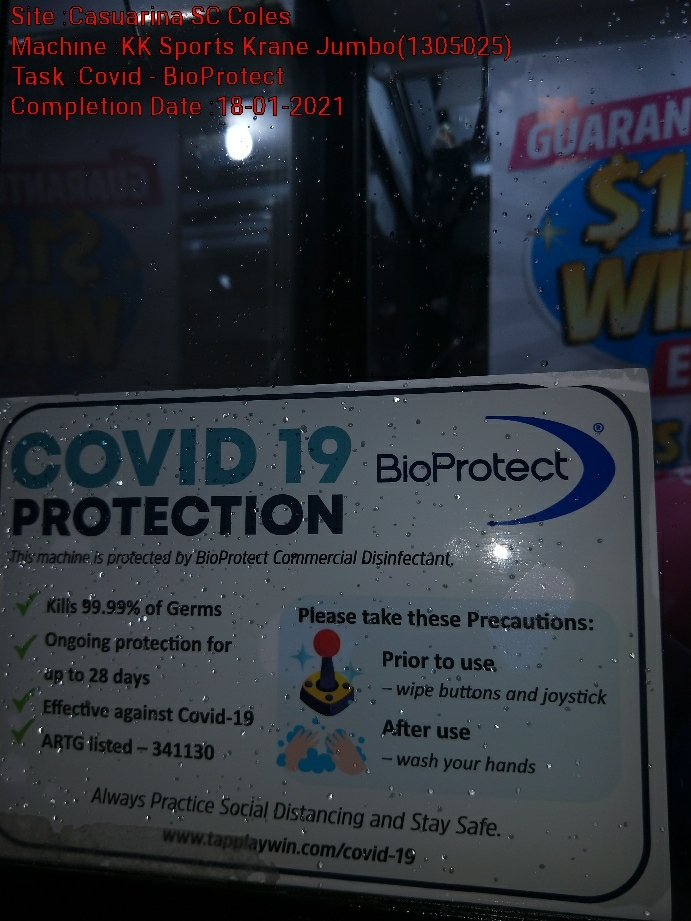 Site :Casuarina SC Coles
Machine :KK Sports Krane Jumbo(1305025)
Task :Covid - BioProtect
Completion Date :18-01-2021
GUARAN
$1,
WI
E
COVID 19
PROTECTION
BioProtect®
This machine is protected by BioProtect Commercial Disinfectant.
Kills 99.99% of Germs
Ongoing protection for
up to 28 days
Effective against Covid-19
ARTG listed – 341130
Please take these Precautions:
Prior to use
– wipe buttons and joystick
After use
– wash your hands
Always Practice Social Distancing and Stay Safe.
www.tapplaywin.com/covid-19